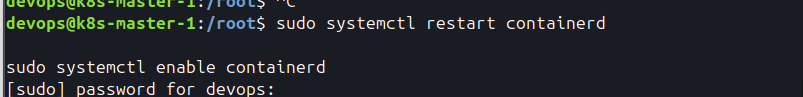 devops@k8s-master-1:/root$ ^C
devops@k8s-master-1:/root$ sudo systemctl restart containerd
sudo systemctl enable containerd
[sudo] password for devops: